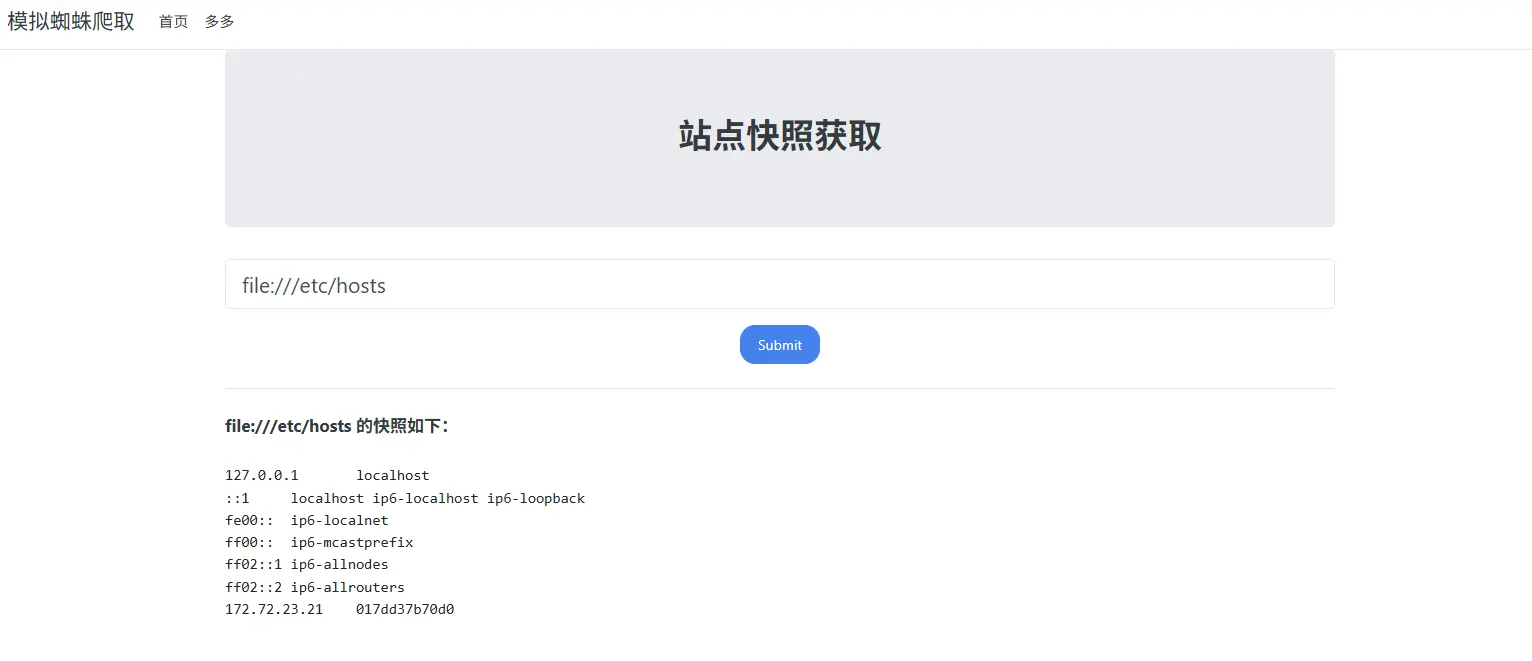 模拟蜘蛛爬取 首页 多多
站点快照获取
file:///etc/hosts
Submit
file:///etc/hosts 的快照如下：
127.0.0.1 localhost
::1 localhost ip6-localhost ip6-loopback
fe00:: ip6-localnet
ff00:: ip6-mcastprefix
ff02::1 ip6-allnodes
ff02::2 ip6-allrouters
172.72.23.21 017dd37b70d0